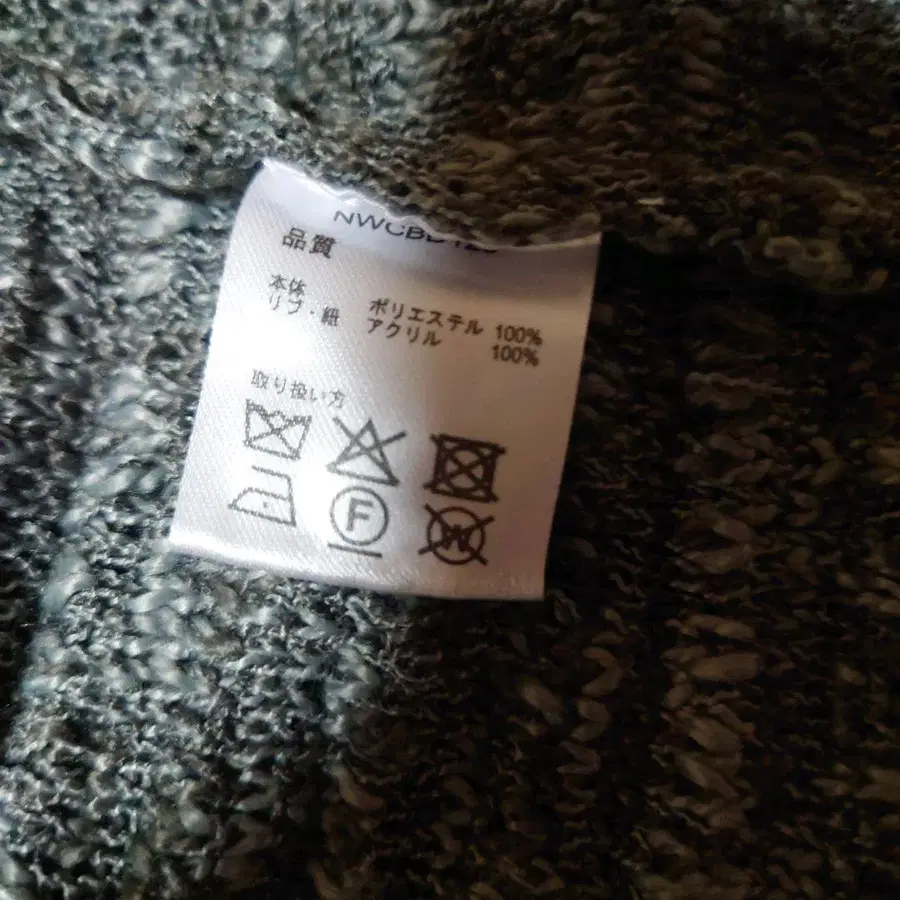 品質
本体 ポリエステル 100%
リブ・紐 アクリル 100%
取り扱い方
F
W